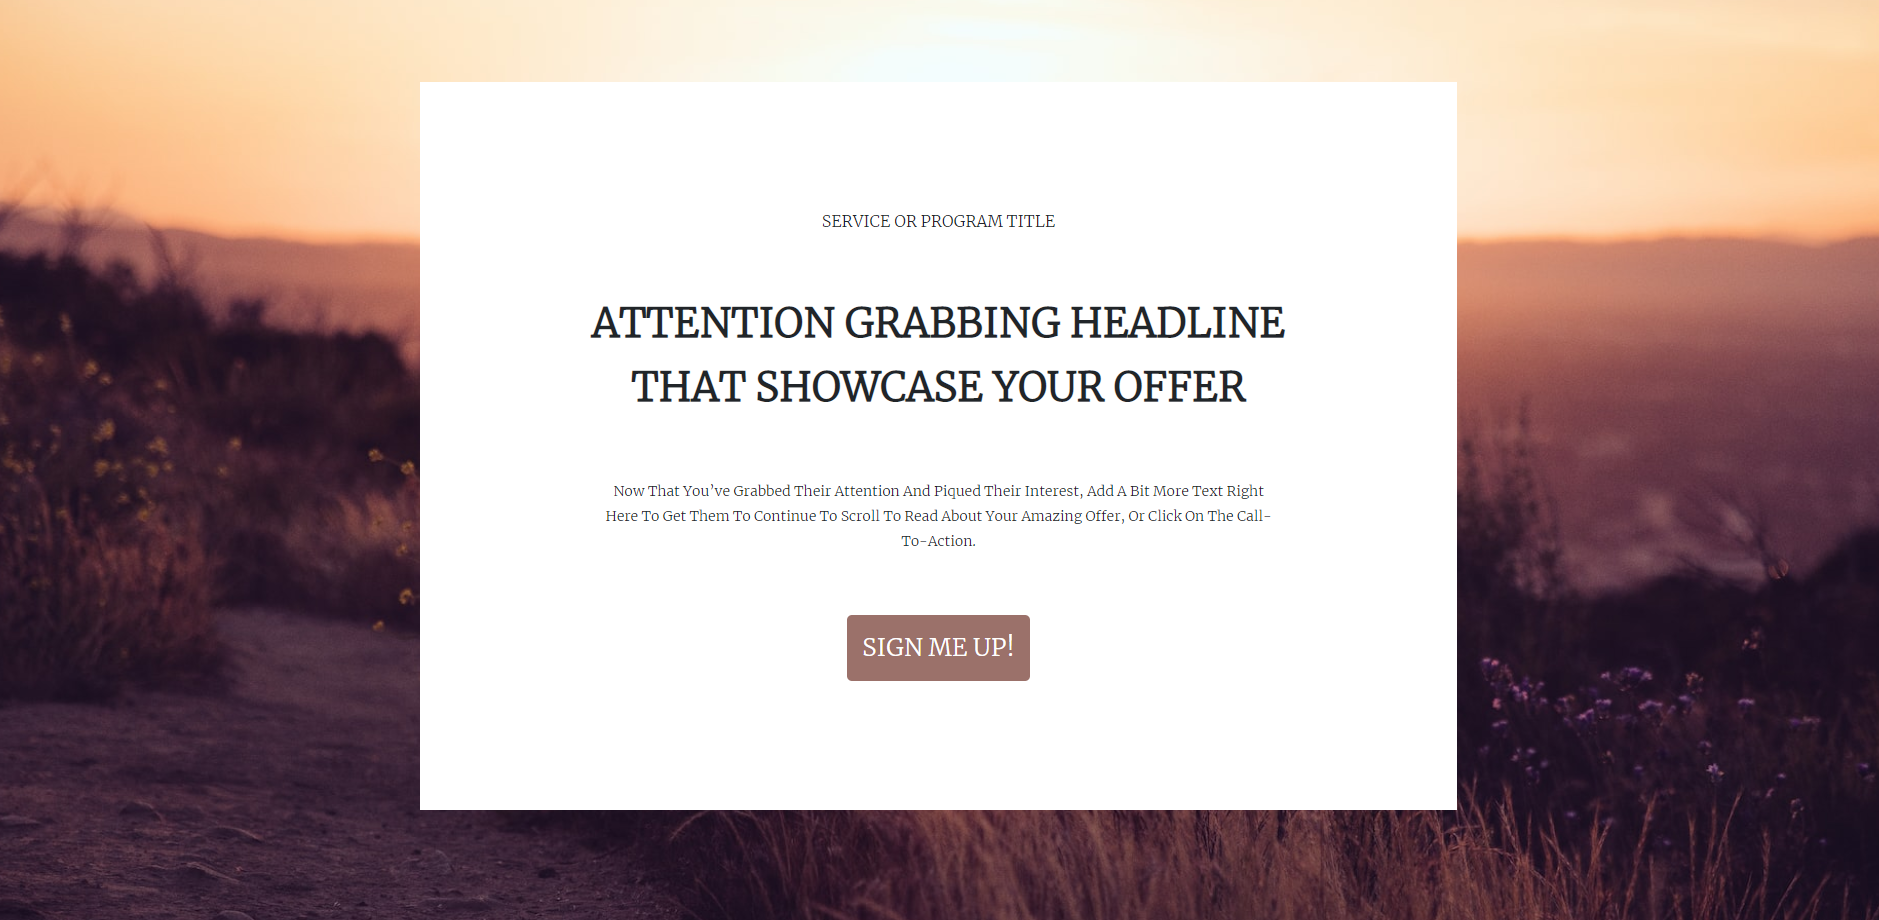 SERVICE OR PROGRAM TITLE
ATTENTION GRABBING HEADLINE
THAT SHOWCASE YOUR OFFER
Now That You’ve Grabbed Their Attention And Piqued Their Interest, Add A Bit More Text Right
Here To Get Them To Continue To Scroll To Read About Your Amazing Offer, Or Click On The Call-
To-Action.
SIGN ME UP!